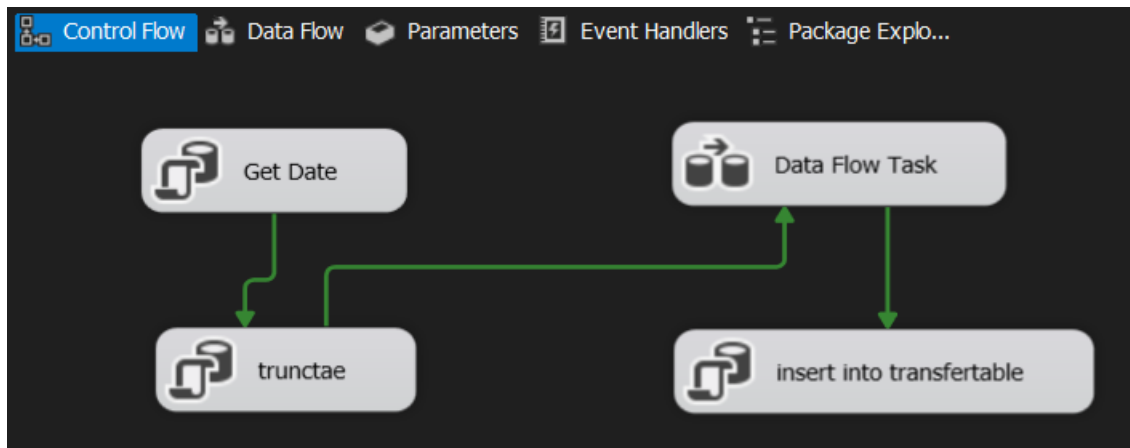 Control Flow Data Flow Parameters Event Handlers Package Explo...
Get Date
Data Flow Task
trunctae
insert into transfertable